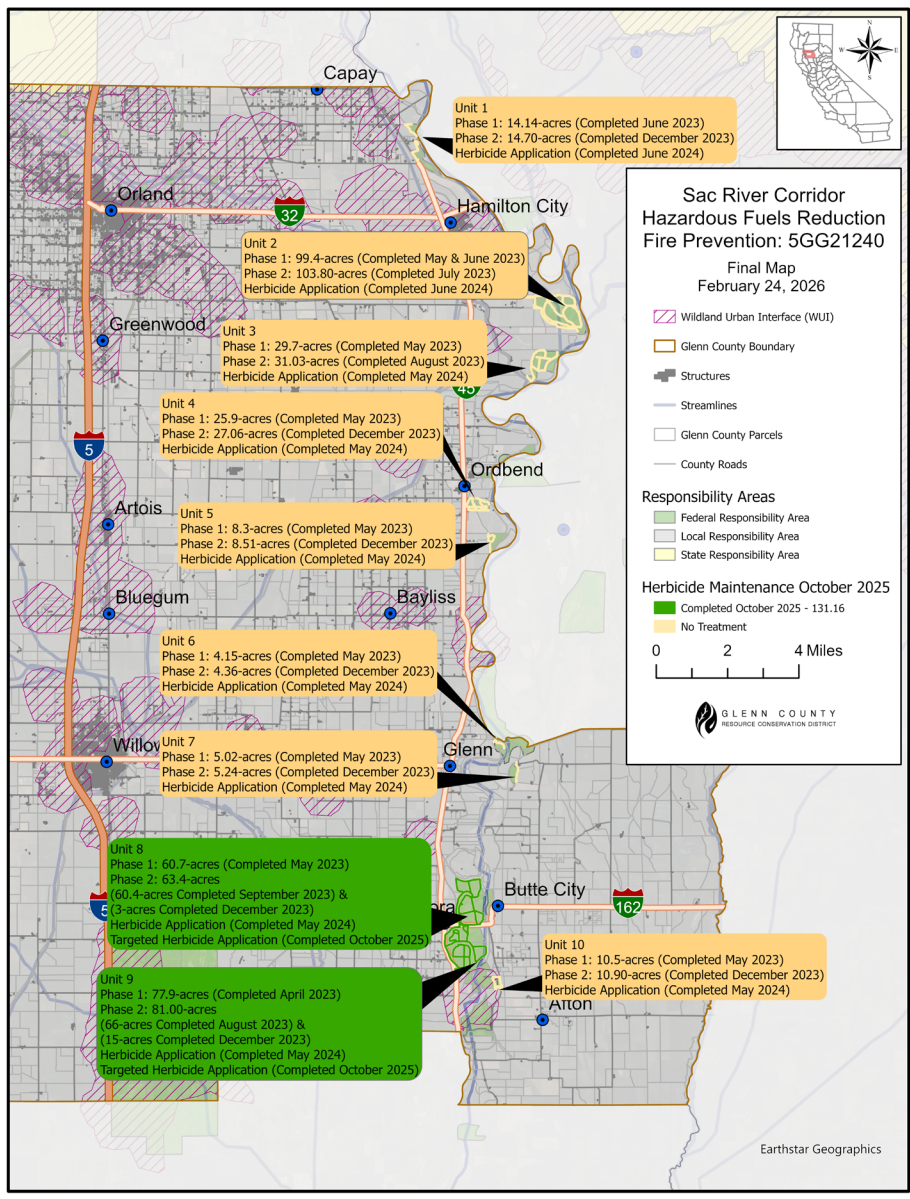 Capay
N
W
E
S
Unit 1
Phase 1: 14.14-acres (Completed June 2023)
Phase 2: 14.70-acres (Completed December 2023)
Herbicide Application (Completed June 2024)
Sac River Corridor
Hazardous Fuels Reduction
Fire Prevention: 5GG21240
Final Map
February 24, 2026
Wildland Urban Interface (WUI)
Glenn County Boundary
Structures
Streamlines
Glenn County Parcels
County Roads
Responsibility Areas
Federal Responsibility Area
Local Responsibility Area
State Responsibility Area
Herbicide Maintenance October 2025
Completed October 2025 - 131.16
No Treatment
0 2 4 Miles
GLENN COUNTY
RESOURCE CONSERVATION DISTRICT
Orland
32
Hamilton City
Unit 2
Phase 1: 99.4-acres (Completed May & June 2023)
Phase 2: 103.80-acres (Completed July 2023)
Herbicide Application (Completed June 2024)
Greenwood
Unit 3
Phase 1: 29.7-acres (Completed May 2023)
Phase 2: 31.03-acres (Completed August 2023)
Herbicide Application (Completed May 2024)
45
Unit 4
Phase 1: 25.9-acres (Completed May 2023)
Phase 2: 27.06-acres (Completed December 2023)
Herbicide Application (Completed May 2024)
5
Ordbend
Artois
Unit 5
Phase 1: 8.3-acres (Completed May 2023)
Phase 2: 8.51-acres (Completed December 2023)
Herbicide Application (Completed May 2024)
Bluegum
Bayliss
Unit 6
Phase 1: 4.15-acres (Completed May 2023)
Phase 2: 4.36-acres (Completed December 2023)
Herbicide Application (Completed May 2024)
Willow
Glenn
Unit 7
Phase 1: 5.02-acres (Completed May 2023)
Phase 2: 5.24-acres (Completed December 2023)
Herbicide Application (Completed May 2024)
Unit 8
Phase 1: 60.7-acres (Completed May 2023)
Phase 2: 63.4-acres
(60.4-acres Completed September 2023) &
(3-acres Completed December 2023)
Herbicide Application (Completed May 2024)
Targeted Herbicide Application (Completed October 2025)
5
ora
Butte City
162
Unit 9
Phase 1: 77.9-acres (Completed April 2023)
Phase 2: 81.00-acres
(66-acres Completed August 2023) &
(15-acres Completed December 2023)
Herbicide Application (Completed May 2024)
Targeted Herbicide Application (Completed October 2025)
Unit 10
Phase 1: 10.5-acres (Completed May 2023)
Phase 2: 10.90-acres (Completed December 2023)
Herbicide Application (Completed May 2024)
Afton
Earthstar Geographics